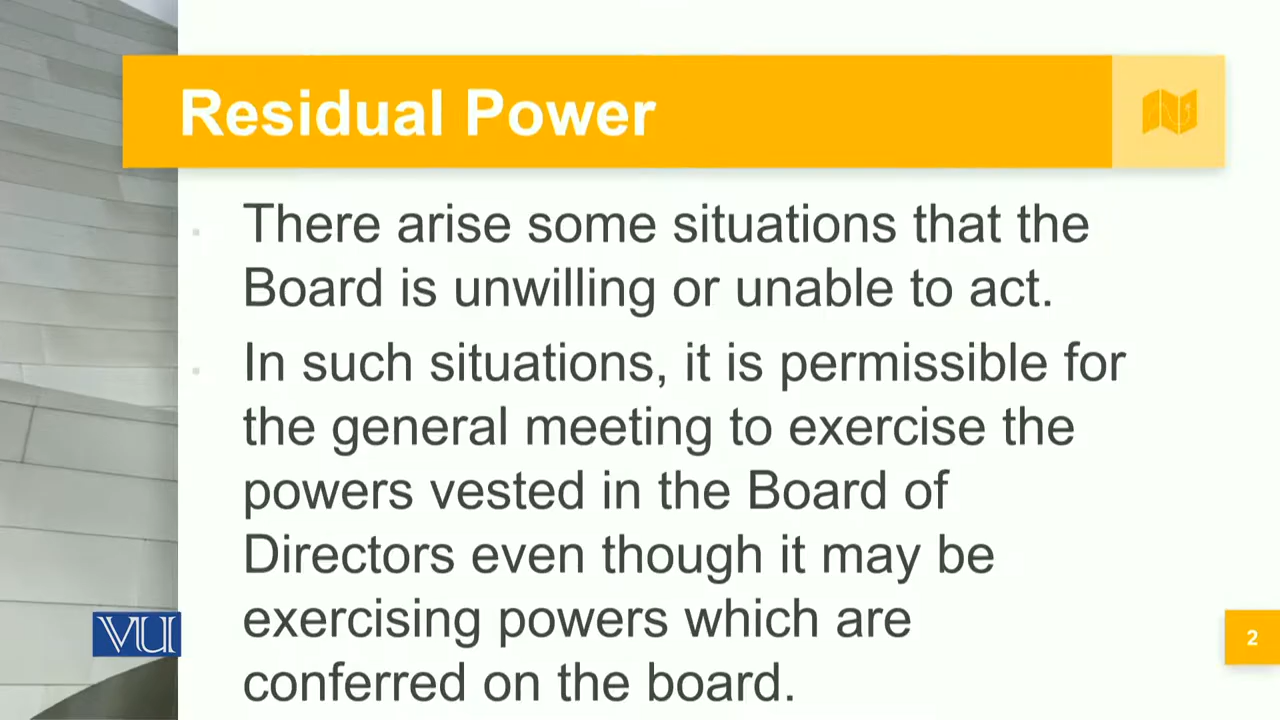 Residual Power
There arise some situations that the
Board is unwilling or unable to act.
In such situations, it is permissible for
the general meeting to exercise the
powers vested in the Board of
Directors even though it may be
exercising powers which are
conferred on the board.
VU
2